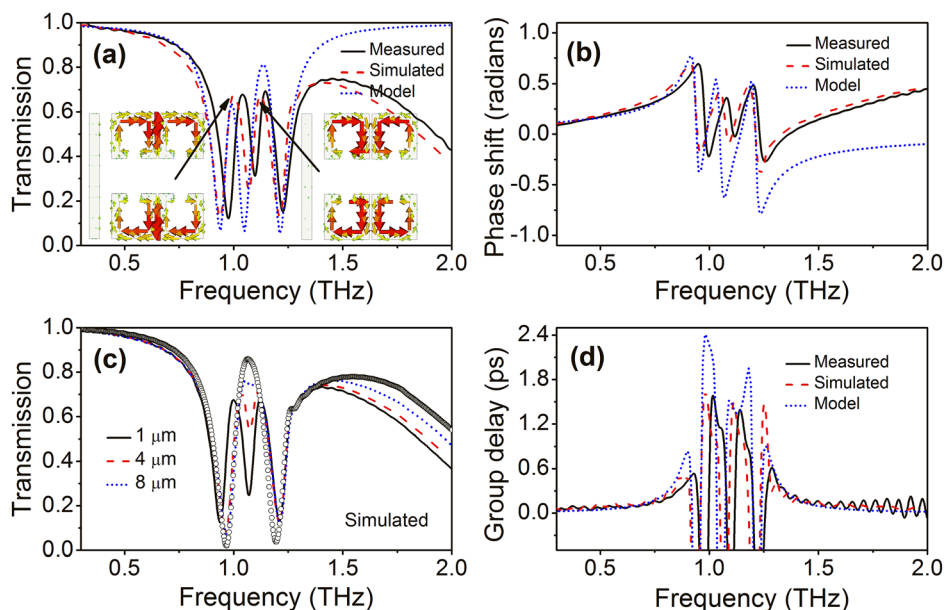 (a)
Measured
Simulated
Model
Transmission
1.0
0.8
0.6
0.4
0.2
0.0
0.5
1.0
1.5
2.0
Frequency (THz)
(b)
Measured
Simulated
Model
Phase shift (radians)
1.0
0.5
0.0
-0.5
-1.0
0.5
1.0
1.5
2.0
Frequency (THz)
(c)
1 μm
4 μm
8 μm
Simulated
Transmission
1.0
0.8
0.6
0.4
0.2
0.0
0.5
1.0
1.5
2.0
Frequency (THz)
(d)
Measured
Simulated
Model
Group delay (ps)
2.4
1.8
1.2
0.6
0.0
0.5
1.0
1.5
2.0
Frequency (THz)